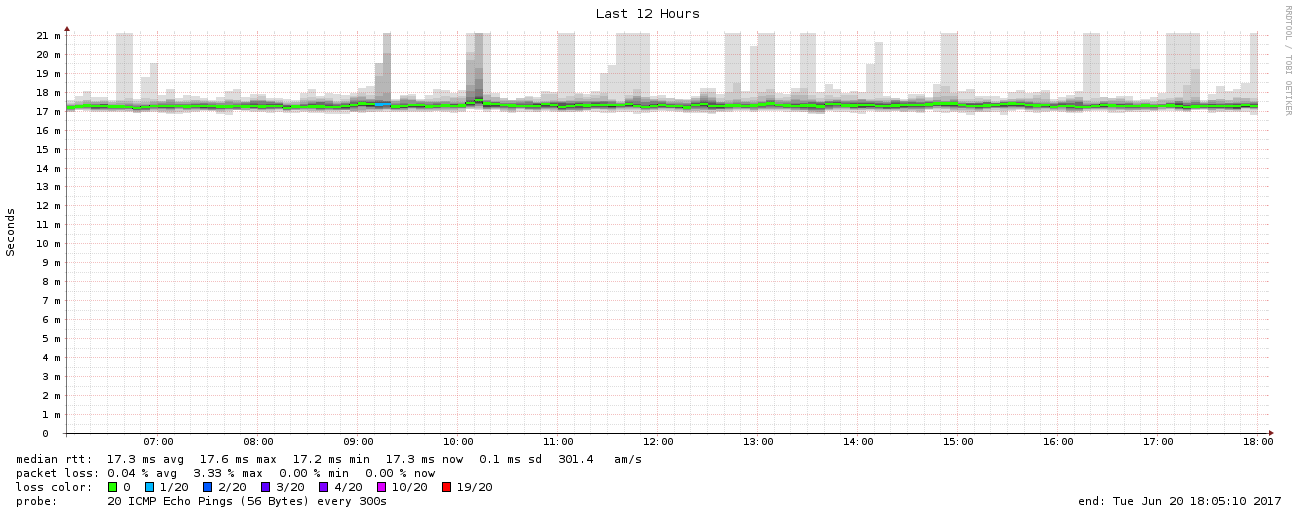 Last 12 Hours
RRDTOOL / TOBI OETIKER
Seconds
21 m
20 m
19 m
18 m
17 m
16 m
15 m
14 m
13 m
12 m
11 m
10 m
9 m
8 m
7 m
6 m
5 m
4 m
3 m
2 m
1 m
0
07:00 08:00 09:00 10:00 11:00 12:00 13:00 14:00 15:00 16:00 17:00 18:00
median rtt: 17.3 ms avg 17.6 ms max 17.2 ms min 17.3 ms now 0.1 ms sd 301.4 am/s
packet loss: 0.04 % avg 3.33 % max 0.00 % min 0.00 % now
loss color: 0 1/20 2/20 3/20 4/20 10/20 19/20
probe: 20 ICMP Echo Pings (56 Bytes) every 300s
end: Tue Jun 20 18:05:10 2017